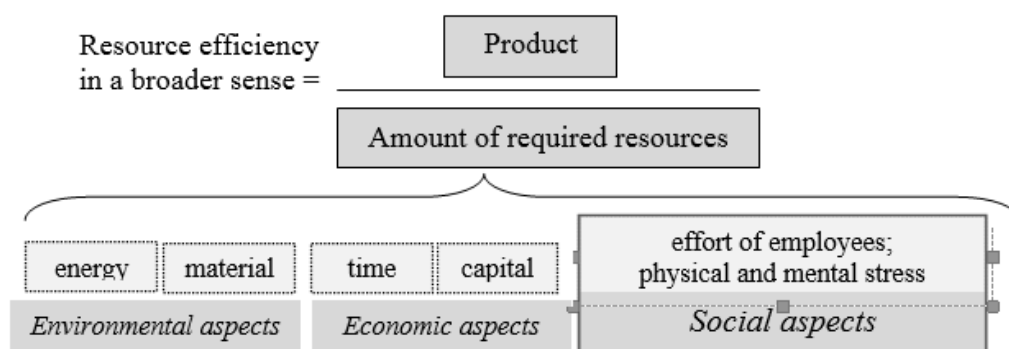 Resource efficiency
in a broader sense =
Product
Amount of required resources
energy
material
time
capital
effort of employees;
physical and mental stress
Environmental aspects
Economic aspects
Social aspects